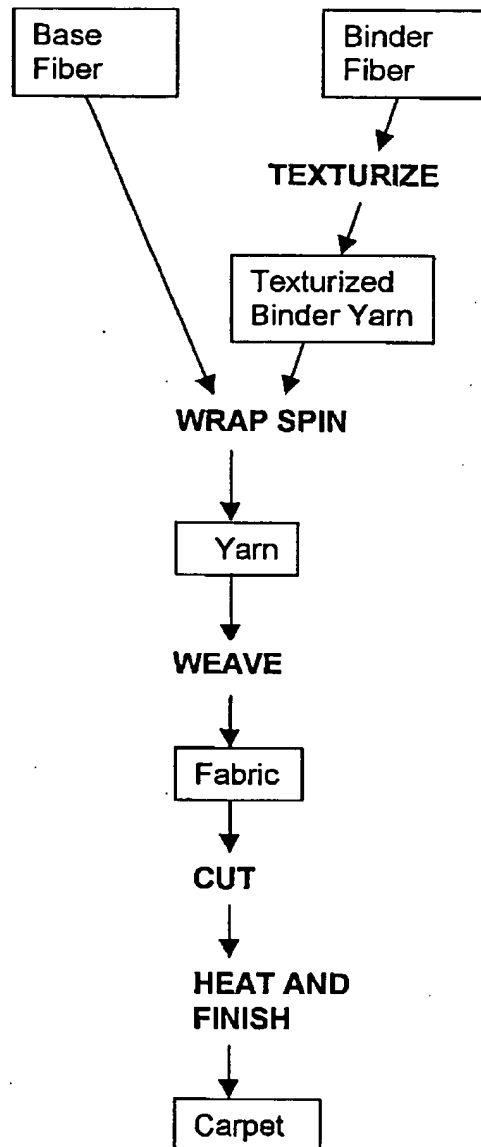 Base
Fiber
Binder
Fiber
TEXTURIZE
Texturized
Binder Yarn
WRAP SPIN
Yarn
WEAVE
Fabric
CUT
HEAT AND
FINISH
Carpet